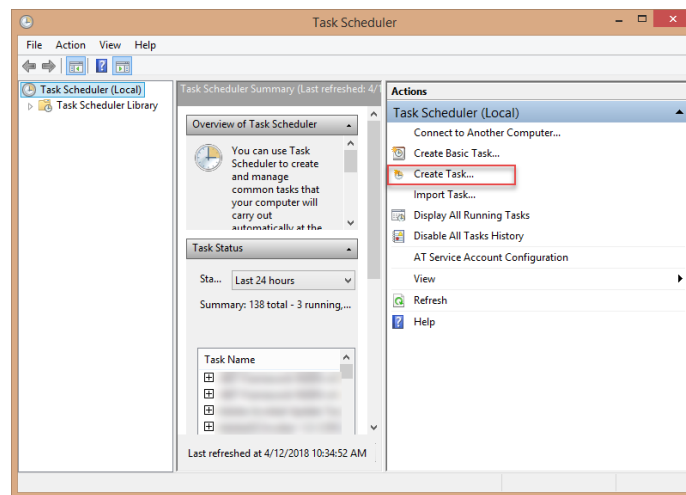 Task Scheduler
File Action View Help
Task Scheduler (Local)
Task Scheduler Library
Task Scheduler Summary (Last refreshed: 4/1
Overview of Task Scheduler
You can use Task
Scheduler to create
and manage
common tasks that
your computer will
carry out
automatically at the
Task Status
Sta... Last 24 hours
Summary: 138 total - 3 running,...
Task Name
Last refreshed at 4/12/2018 10:34:52 AM
Actions
Task Scheduler (Local)
Connect to Another Computer...
Create Basic Task...
Create Task...
Import Task...
Display All Running Tasks
Disable All Tasks History
AT Service Account Configuration
View
Refresh
Help